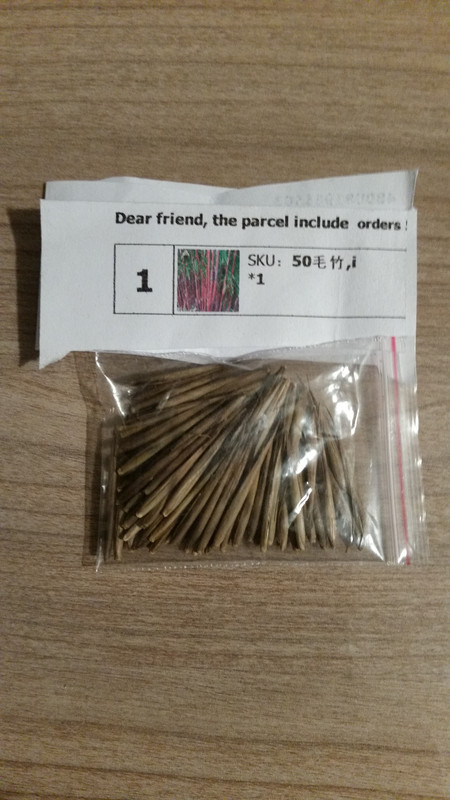 Dear friend, the parcel include orders
1
SKU: 50毛竹,i
*1